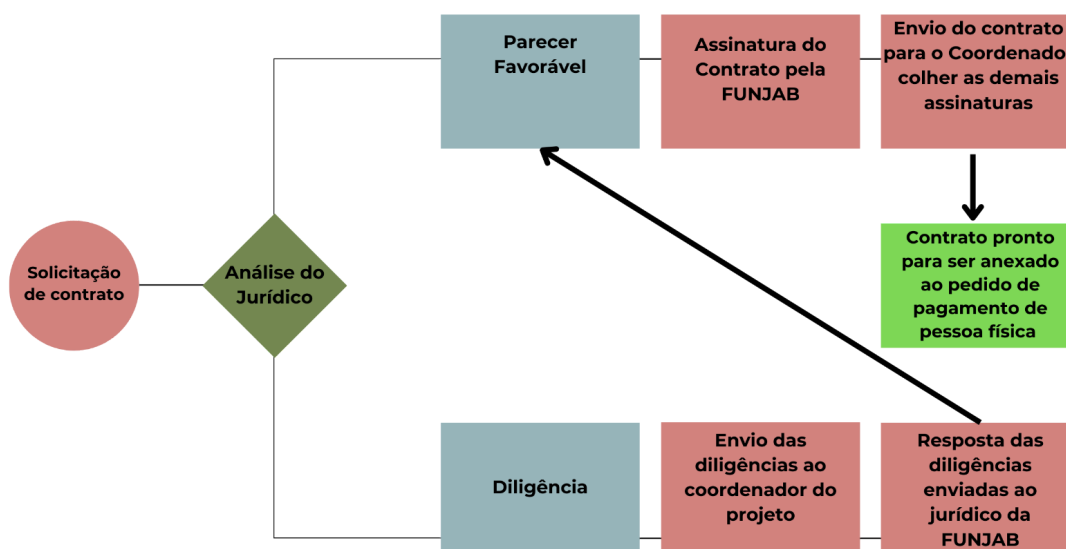 Parecer
Favorável
Assinatura do
Contrato pela
FUNJAB
Envio do contrato
para o Coordenado
colher as demais
assinaturas
Solicitação
de contrato
Análise do
Jurídico
Contrato pronto
para ser anexado
ao pedido de
pagamento de
pessoa física
Diligência
Envio das
diligências ao
coordenador do
projeto
Resposta das
diligências
enviadas ao
jurídico da
FUNJAB